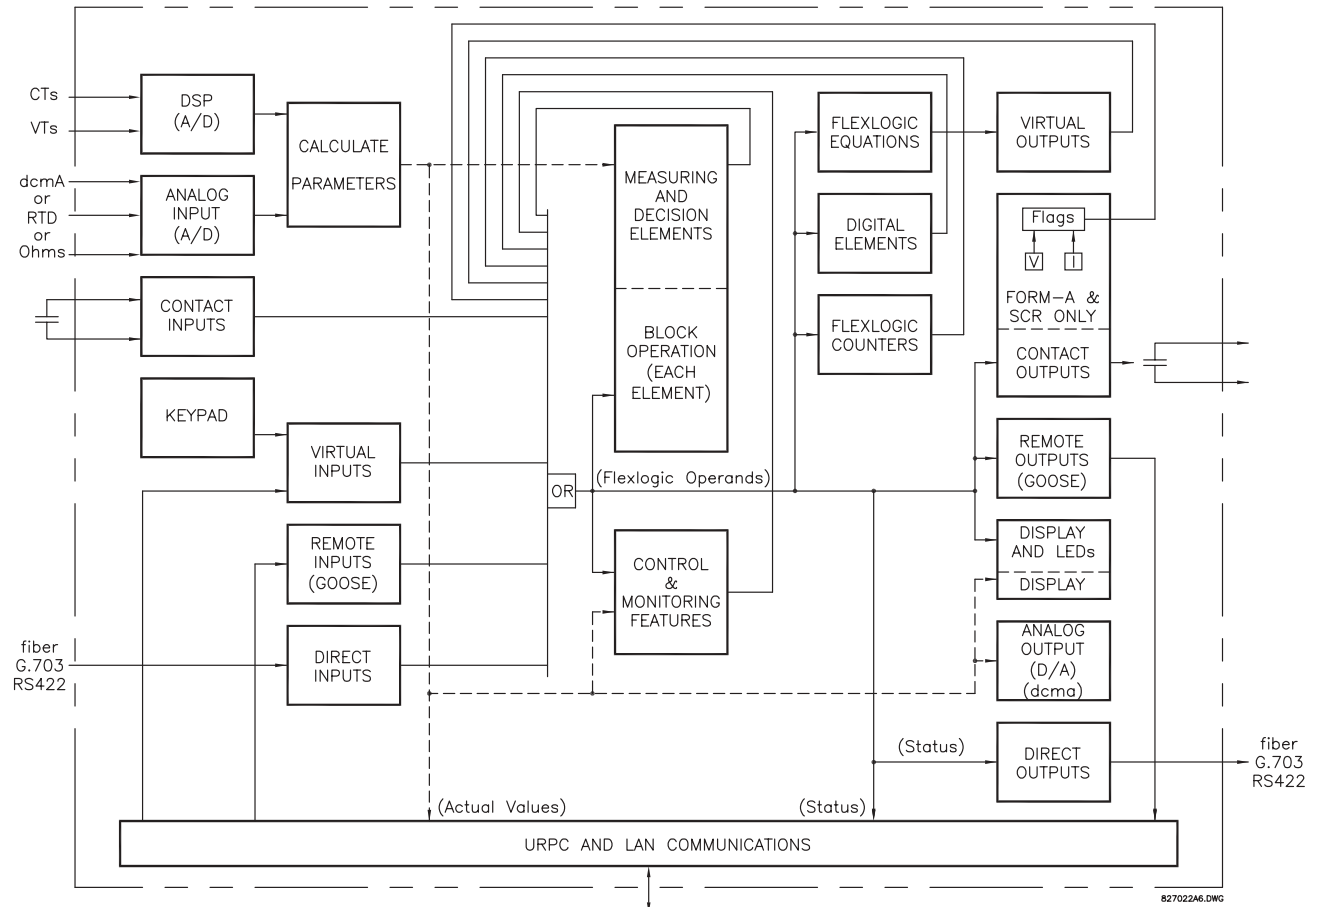 CTs
VTs
dcmA
or
RTD
or
Ohms
DSP
(A/D)
ANALOG
INPUT
(A/D)
CALCULATE
PARAMETERS
CONTACT
INPUTS
KEYPAD
VIRTUAL
INPUTS
REMOTE
INPUTS
(GOOSE)
fiber
G.703
RS422
DIRECT
INPUTS
MEASURING
AND
DECISION
ELEMENTS
BLOCK
OPERATION
(EACH
ELEMENT)
OR
(Flexlogic Operands)
CONTROL
&
MONITORING
FEATURES
FLEXLOGIC
EQUATIONS
DIGITAL
ELEMENTS
FLEXLOGIC
COUNTERS
VIRTUAL
OUTPUTS
Flags
V
I
FORM-A &
SCR ONLY
CONTACT
OUTPUTS
REMOTE
OUTPUTS
(GOOSE)
DISPLAY
AND LEDs
DISPLAY
ANALOG
OUTPUT
(D/A)
(dcma)
(Status)
DIRECT
OUTPUTS
fiber
G.703
RS422
(Actual Values)
(Status)
URPC AND LAN COMMUNICATIONS
827022A6.DWG